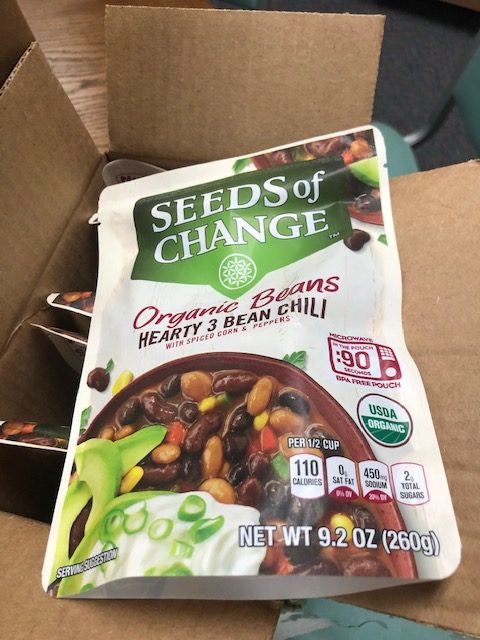 SEEDS of
CHANGE™
Organic Beans
HEARTY 3 BEAN CHILI
WITH SPICED CORN & PEPPERS
MICROWAVE
IN THE POUCH
:90
SECONDS
BPA FREE POUCH
USDA
ORGANIC
PER 1/2 CUP
110
CALORIES
0g
SAT FAT
0% DV
450mg
SODIUM
20% DV
2g
TOTAL
SUGARS
NET WT 9.2 OZ (260g)
SERVING SUGGESTION